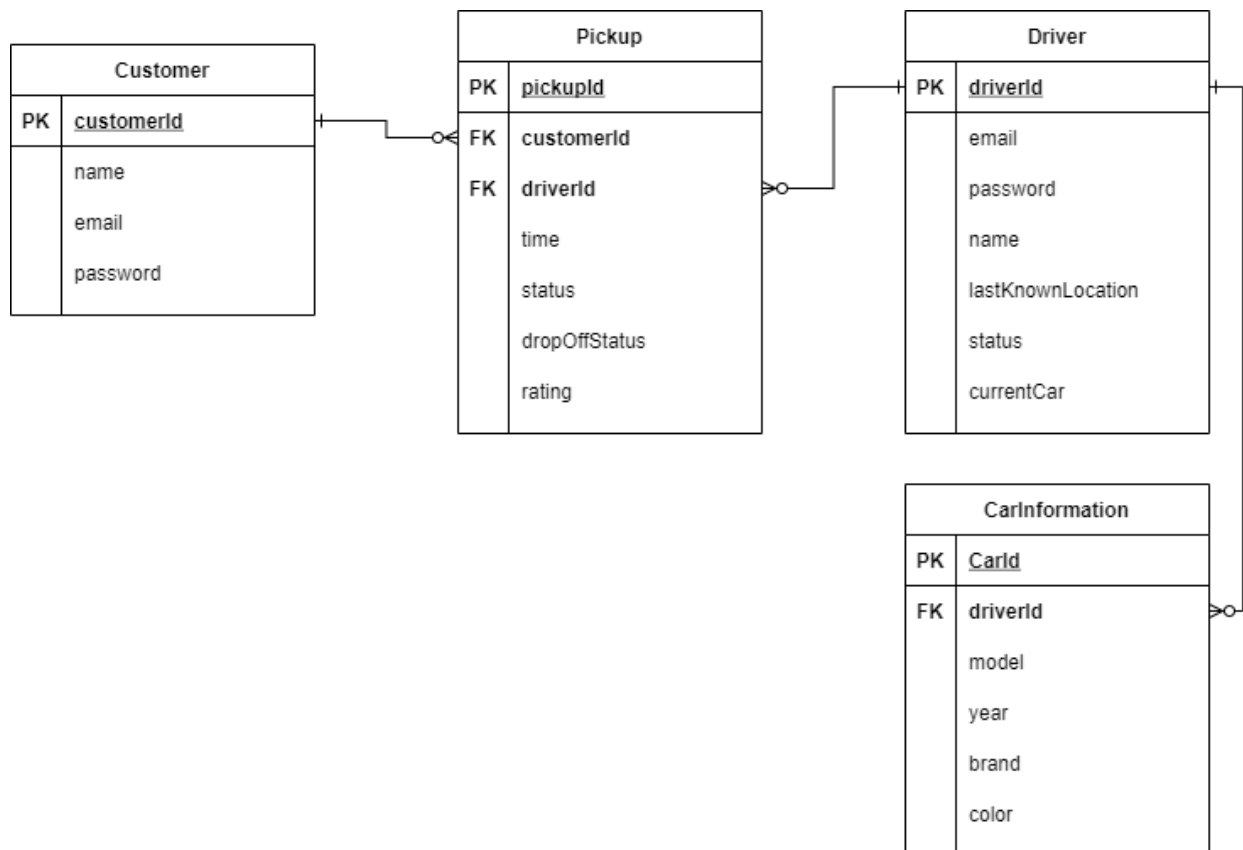 Customer
PK customerId
name
email
password
Pickup
PK pickupId
FK customerId
FK driverId
time
status
dropOffStatus
rating
Driver
PK driverId
email
password
name
lastKnownLocation
status
currentCar
CarInformation
PK CarId
FK driverId
model
year
brand
color